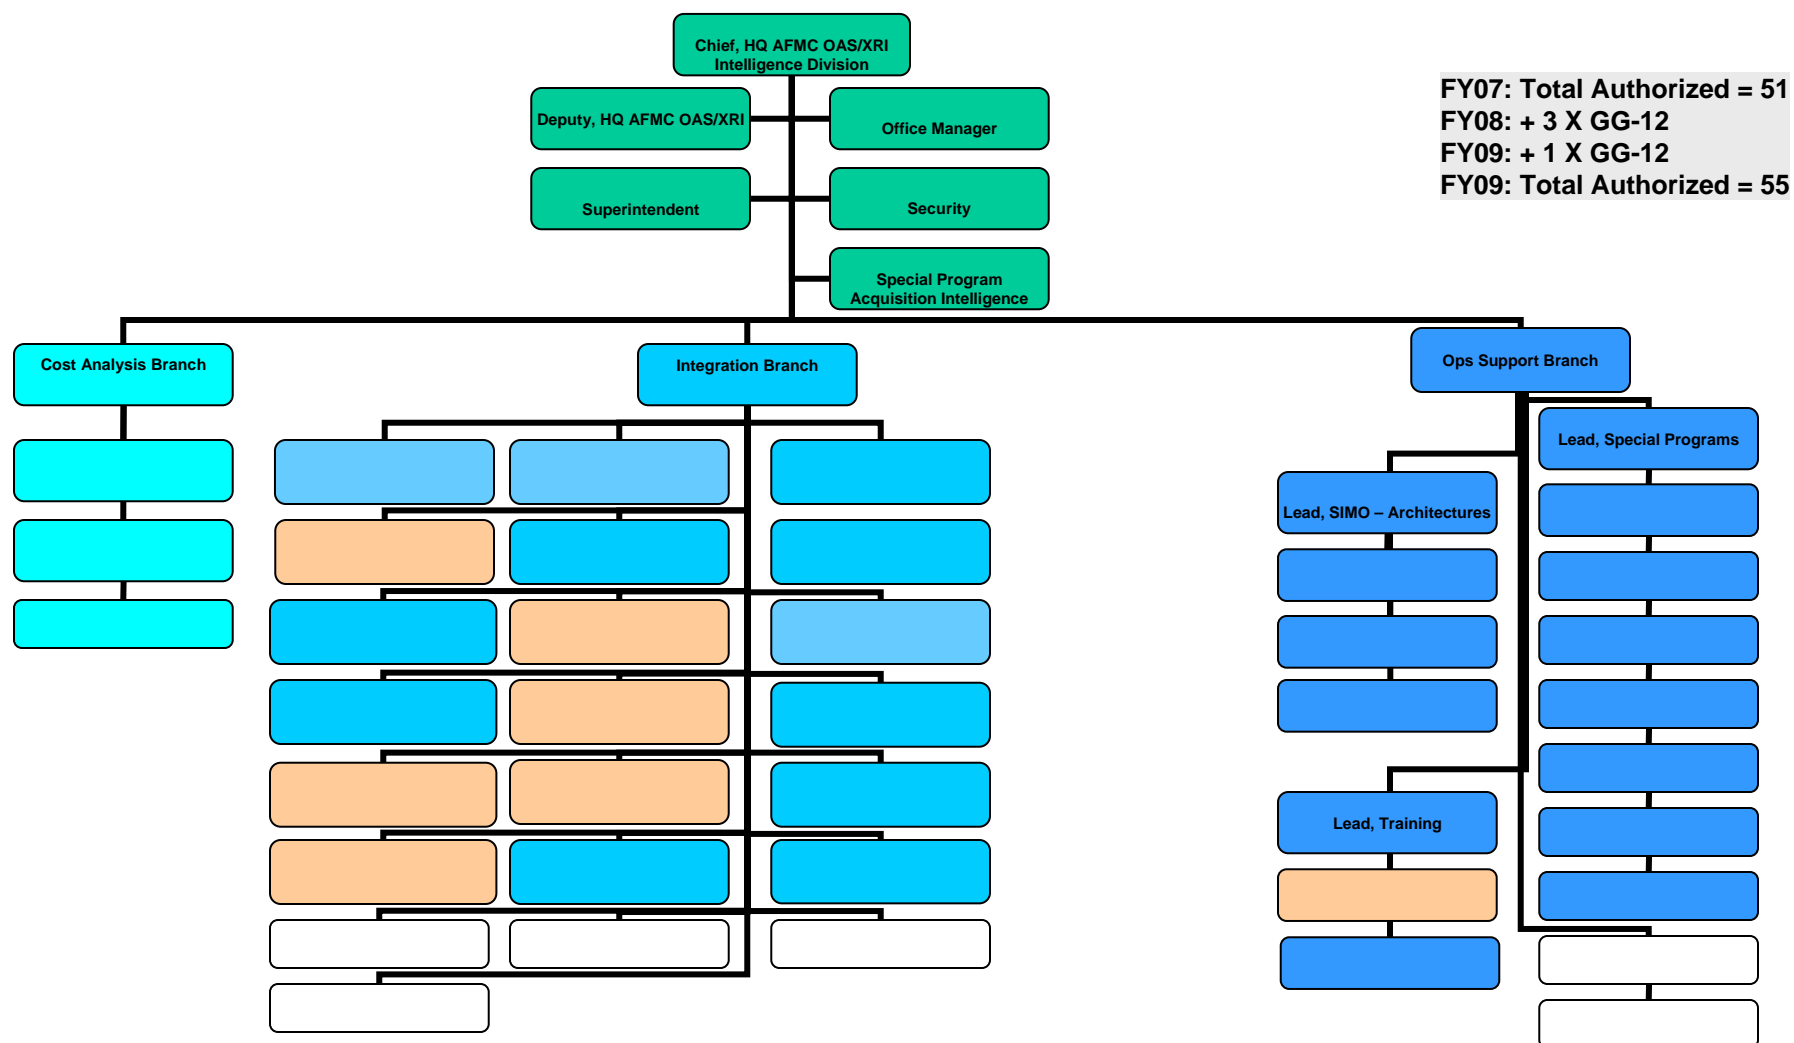 Chief, HQ AFMC OAS/XRI
Intelligence Division
FY07: Total Authorized = 51
FY08: + 3 X GG-12
FY09: + 1 X GG-12
FY09: Total Authorized = 55
Deputy, HQ AFMC OAS/XRI
Office Manager
Superintendent
Security
Special Program
Acquisition Intelligence
Cost Analysis Branch
Integration Branch
Ops Support Branch
Lead, Special Programs
Lead, SIMO – Architectures
Lead, Training